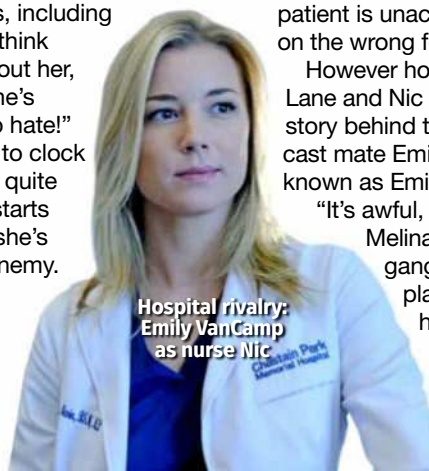 s, including
think
out her,
ne's
o hate!"
to clock
quite
starts
she's
nemy.
Hospital rivalry:
Emily VanCamp
as nurse Nic
Chastain Park
Memorial Hospital
patient is unac
on the wrong f
However ho
Lane and Nic
story behind t
cast mate Emi
known as Emi
"It's awful,
Melina
gang
pla
h